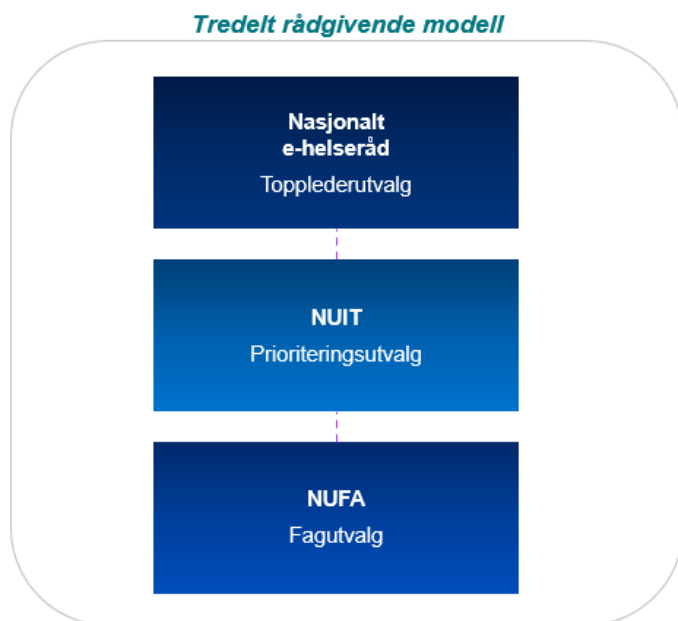 Tredelt rådgivende modell
Nasjonalt
e-helseråd
Topplederutvalg
NUIT
Prioriteringsutvalg
NUFA
Fagutvalg